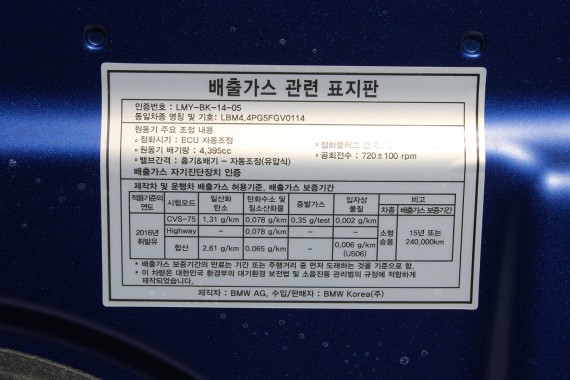 배출가스 관련 표지판
인증번호 : LMY-BK-14-05
동일차종 명칭 및 기호: LBM4,4PG5FGV0114
원동기 주요 조정 내용
◦ 점화시기 : ECU 자동조정 ◦ 점화플러그 간격 :
◦ 원동기 배기량 : 4,395cc ◦ 공회전수 : 720±100 rpm
◦ 밸브간격 : 흡기&배기 - 자동조정(유압식)
배출가스 자기진단장치 인증
제작차 및 운행차 배출가스 허용기준, 배출가스 보증기간
적용기준의 연도 시험모드 일산화 탄소 탄화수소 및 질소산화물 증발가스 입자상 물질 비고
차종 배출가스 보증기간
2016년 휘발유 CVS-75 1,31 g/km 0,078 g/km 0,35 g/test 0,002 g/km 소형 승용 15년 또는 240,000km
Highway - 0,078 g/km - -
합산 2.61 g/km 0,065 g/km - 0,006 g/km (US06)
* 배출가스 보증기간의 만료는 기간 또는 주행거리 중 먼저 도래하는 것을 기준으로 함.
* 이 차량은 대한민국 환경부의 대기환경 보전법 및 소음진동 관리법의 규정에 적합하게
제작되었음.
제작자 : BMW AG, 수입/판매자 : BMW Korea(주)